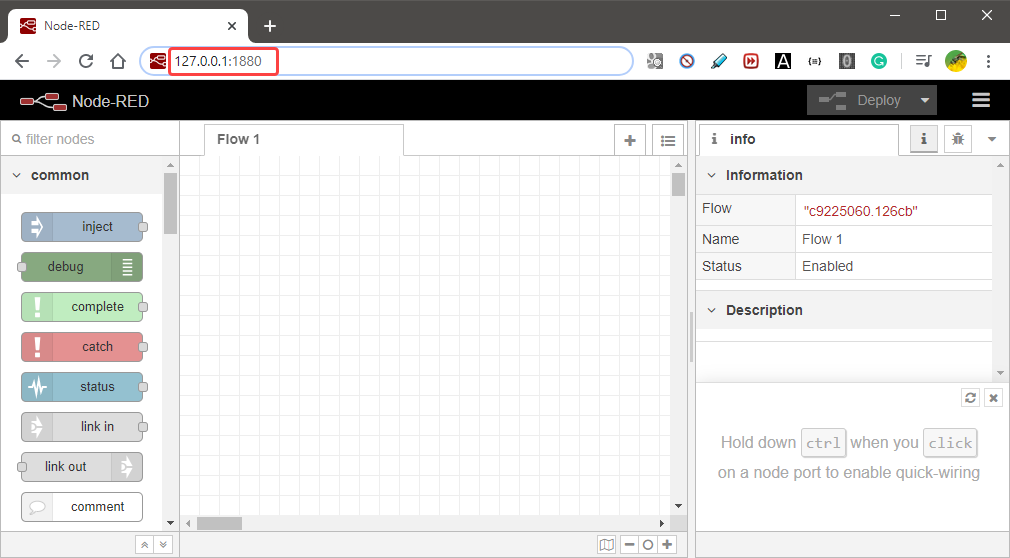 Node-RED
127.0.0.1:1880
Node-RED
Deploy
filter nodes
Flow 1
info
common
inject
debug
complete
catch
status
link in
link out
comment
Information
Flow "c9225060.126cb"
Name Flow 1
Status Enabled
Description
Hold down ctrl when you click
on a node port to enable quick-wiring